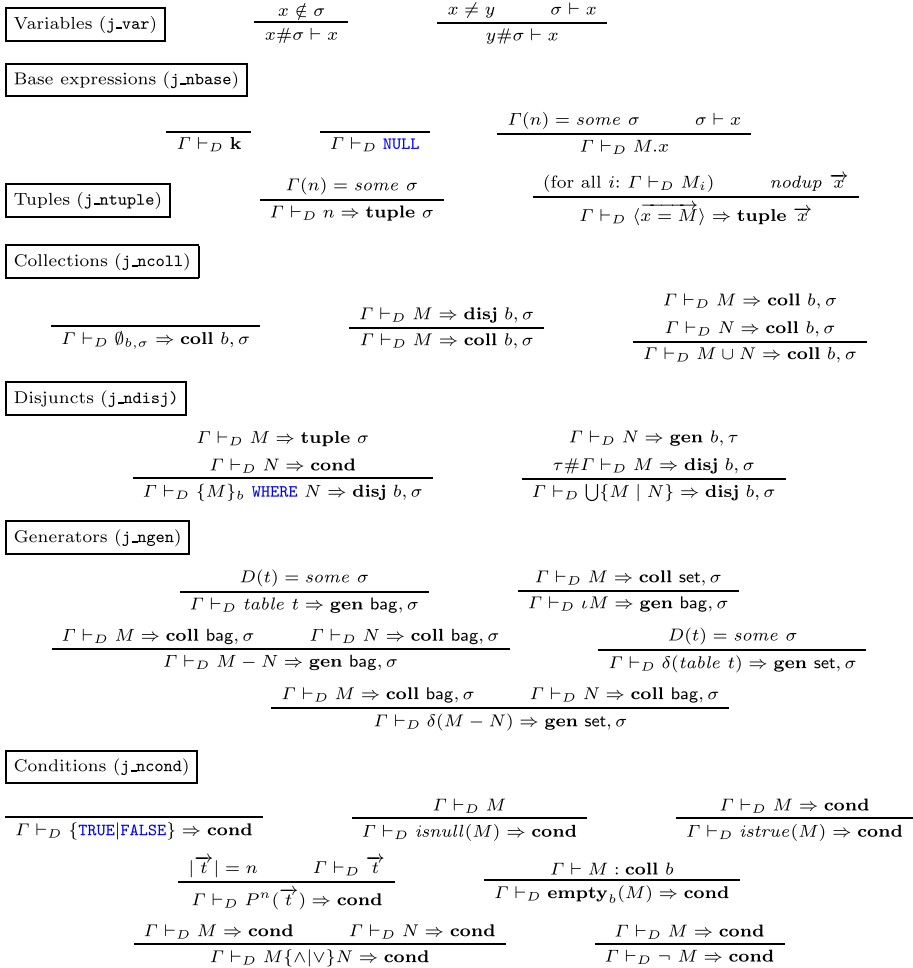 Variables (j_var)
x ∉ σ
x#σ ⊢ x
x ≠ y    σ ⊢ x
y#σ ⊢ x
Base expressions (j_nbase)
Γ ⊢_D k
Γ ⊢_D NULL
Γ(n) = some σ    σ ⊢ x
Γ ⊢_D M.x
Tuples (j_ntuple)
Γ(n) = some σ
Γ ⊢_D n ⇒ tuple σ
(for all i: Γ ⊢_D M_i)    nodup \overrightarrow{x}
Γ ⊢_D ⟨\overrightarrow{x = M}⟩ ⇒ tuple \overrightarrow{x}
Collections (j_ncoll)
Γ ⊢_D ∅_{b,σ} ⇒ coll b, σ
Γ ⊢_D M ⇒ disj b, σ
Γ ⊢_D M ⇒ coll b, σ
Γ ⊢_D M ⇒ coll b, σ
Γ ⊢_D N ⇒ coll b, σ
Γ ⊢_D M ∪ N ⇒ coll b, σ
Disjuncts (j_ndisj)
Γ ⊢_D M ⇒ tuple σ
Γ ⊢_D N ⇒ cond
Γ ⊢_D {M}_b WHERE N ⇒ disj b, σ
Γ ⊢_D N ⇒ gen b, τ
τ#Γ ⊢_D M ⇒ disj b, σ
Γ ⊢_D ⋃{M | N} ⇒ disj b, σ
Generators (j_ngen)
D(t) = some σ
Γ ⊢_D table t ⇒ gen bag, σ
Γ ⊢_D M ⇒ coll set, σ
Γ ⊢_D ιM ⇒ gen bag, σ
Γ ⊢_D M ⇒ coll bag, σ    Γ ⊢_D N ⇒ coll bag, σ
Γ ⊢_D M − N ⇒ gen bag, σ
D(t) = some σ
Γ ⊢_D δ(table t) ⇒ gen set, σ
Γ ⊢_D M ⇒ coll bag, σ    Γ ⊢_D N ⇒ coll bag, σ
Γ ⊢_D δ(M − N) ⇒ gen set, σ
Conditions (j_ncond)
Γ ⊢_D {TRUE|FALSE} ⇒ cond
Γ ⊢_D M
Γ ⊢_D isnull(M) ⇒ cond
Γ ⊢_D M ⇒ cond
Γ ⊢_D istrue(M) ⇒ cond
|\overrightarrow{t}| = n    Γ ⊢_D \overrightarrow{t}
Γ ⊢_D P^n(\overrightarrow{t}) ⇒ cond
Γ ⊢ M : coll b
Γ ⊢_D empty_b(M) ⇒ cond
Γ ⊢_D M ⇒ cond    Γ ⊢_D N ⇒ cond
Γ ⊢_D M{∧|∨}N ⇒ cond
Γ ⊢_D M ⇒ cond
Γ ⊢_D ¬ M ⇒ cond